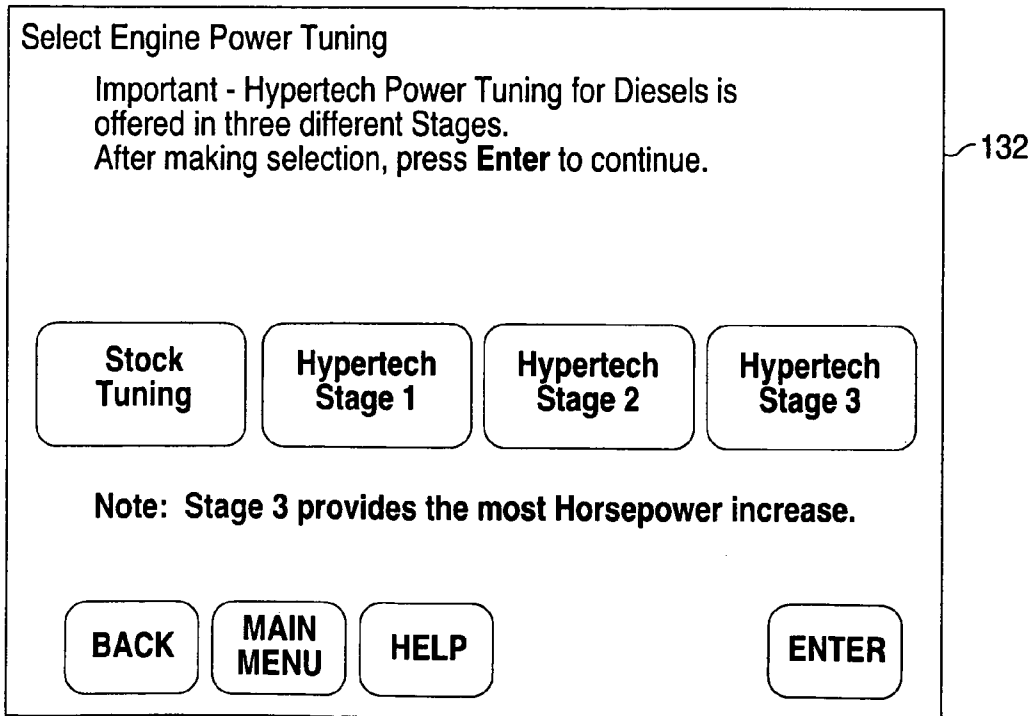 Select Engine Power Tuning
Important - Hypertech Power Tuning for Diesels is
offered in three different Stages.
After making selection, press Enter to continue.
132
Stock
Tuning
Hypertech
Stage 1
Hypertech
Stage 2
Hypertech
Stage 3
Note: Stage 3 provides the most Horsepower increase.
BACK
MAIN
MENU
HELP
ENTER